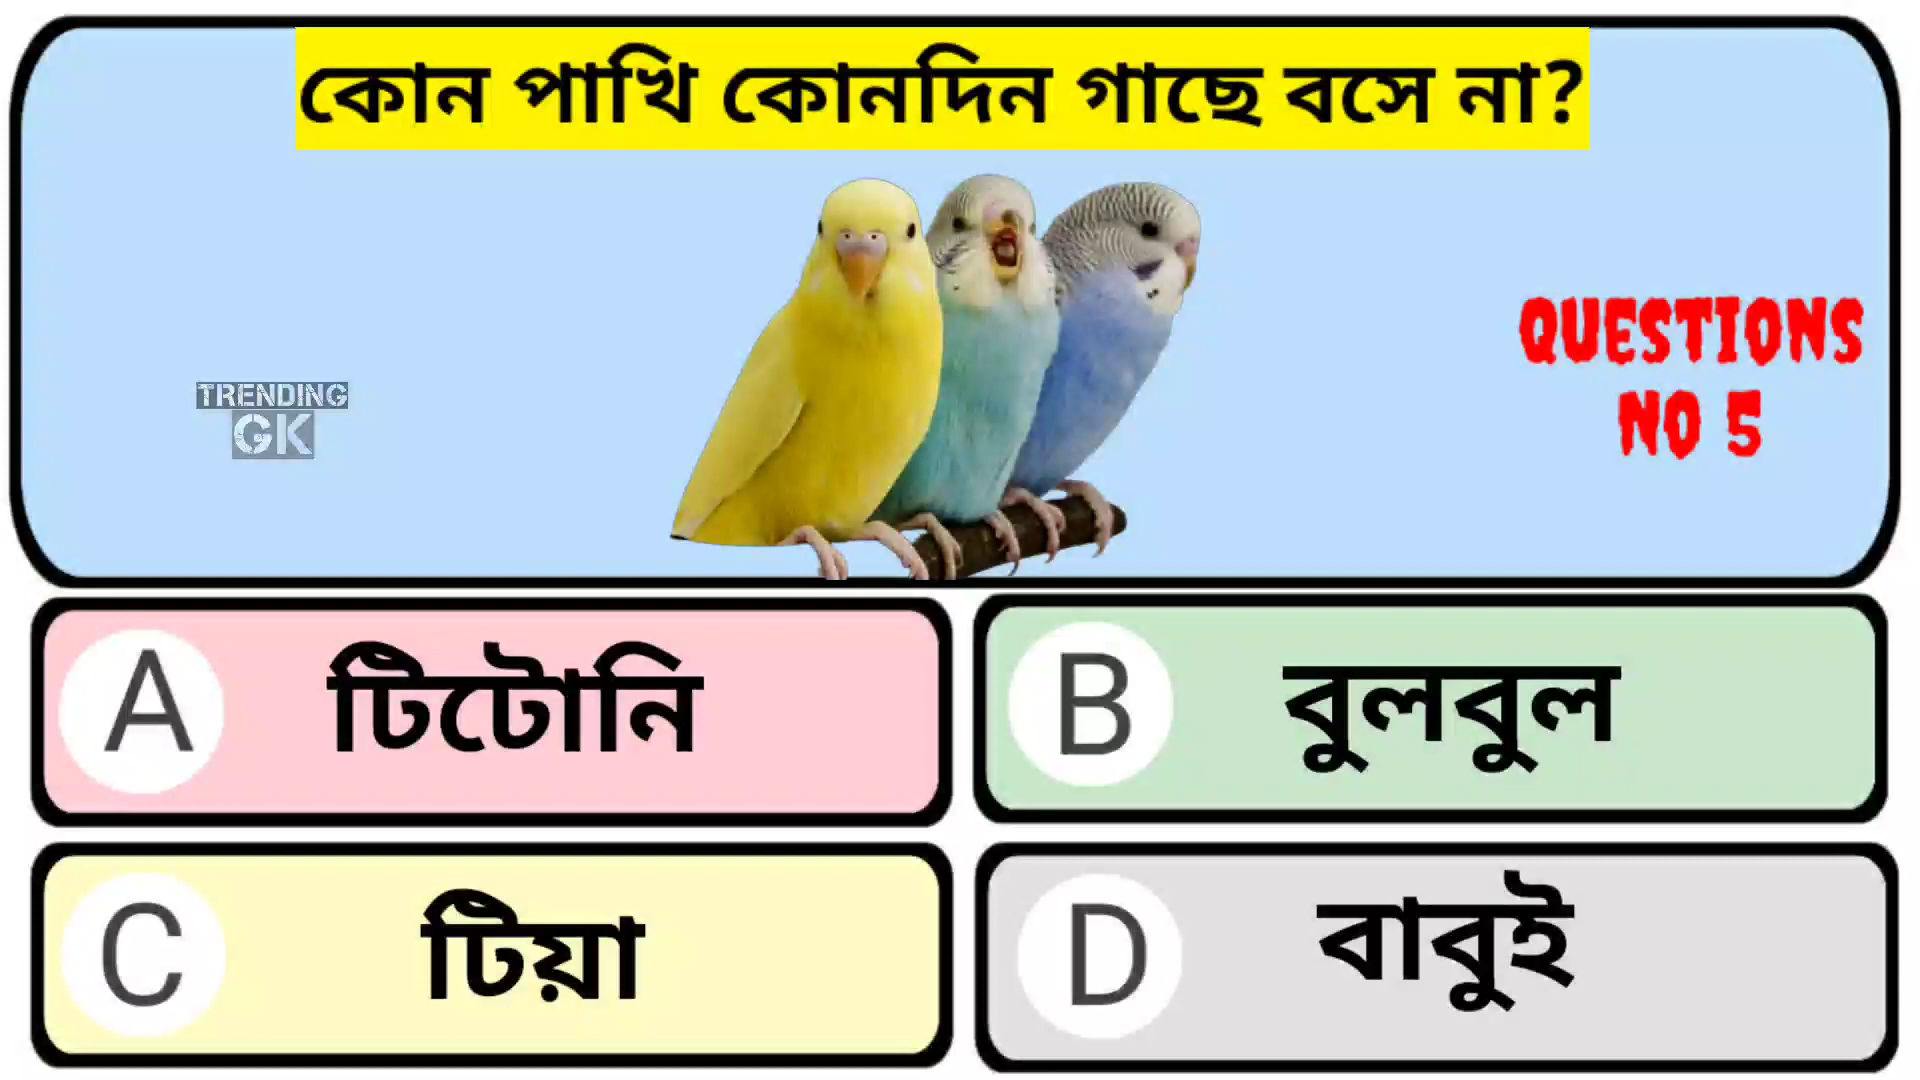 কোন পাখি কোনদিন গাছে বসে না?
TRENDING
GK
QUESTIONS
NO 5
A টিটোনি
B বুলবুল
C টিয়া
D বাবুই